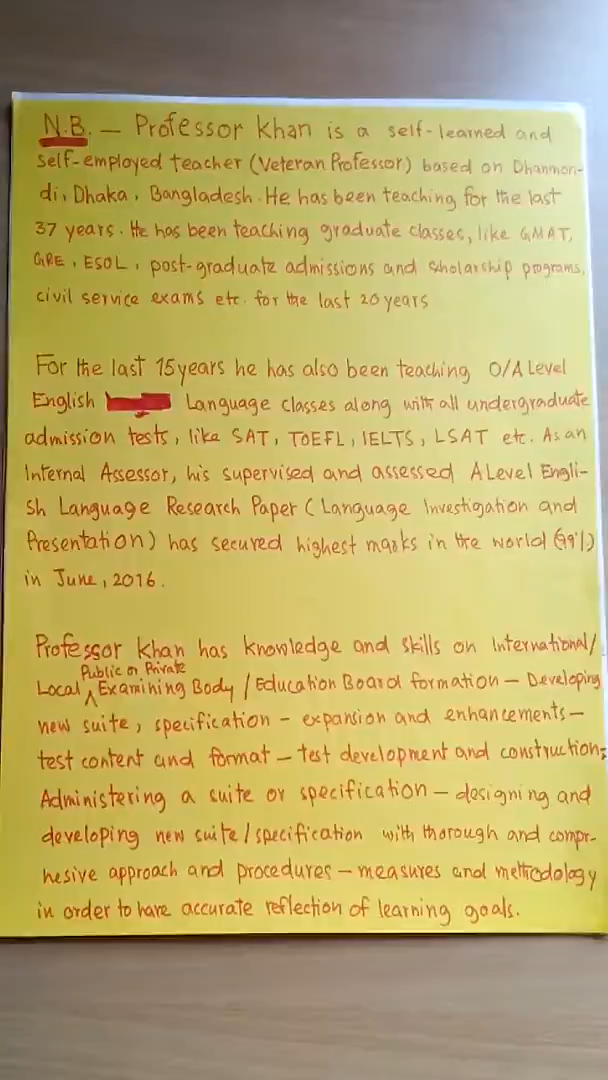 N.B. — Professor Khan is a self-learned and
self-employed teacher (Veteran Professor) based on Dhanmon-
di, Dhaka, Bangladesh. He has been teaching for the last
37 years. He has been teaching graduate classes, like GMAT,
GRE, ESOL, post-graduate admissions and scholarship programs,
civil service exams etc. for the last 20 years
For the last 15 years he has also been teaching O/A Level
English Language classes along with all undergraduate
admission tests, like SAT, TOEFL, IELTS, LSAT etc. As an
Internal Assessor, his supervised and assessed A Level Engli-
sh Language Research Paper (Language Investigation and
Presentation) has secured highest marks in the world (99%)
in June, 2016.
Professor Khan has knowledge and skills on International/
Public or Private
Local ^ Examining Body / Education Board formation — Developing
new suite, specification — expansion and enhancements —
test content and format — test development and construction;
Administering a suite or specification — designing and
developing new suite/specification with thorough and compr-
hesive approach and procedures — measures and methodology
in order to have accurate reflection of learning goals.